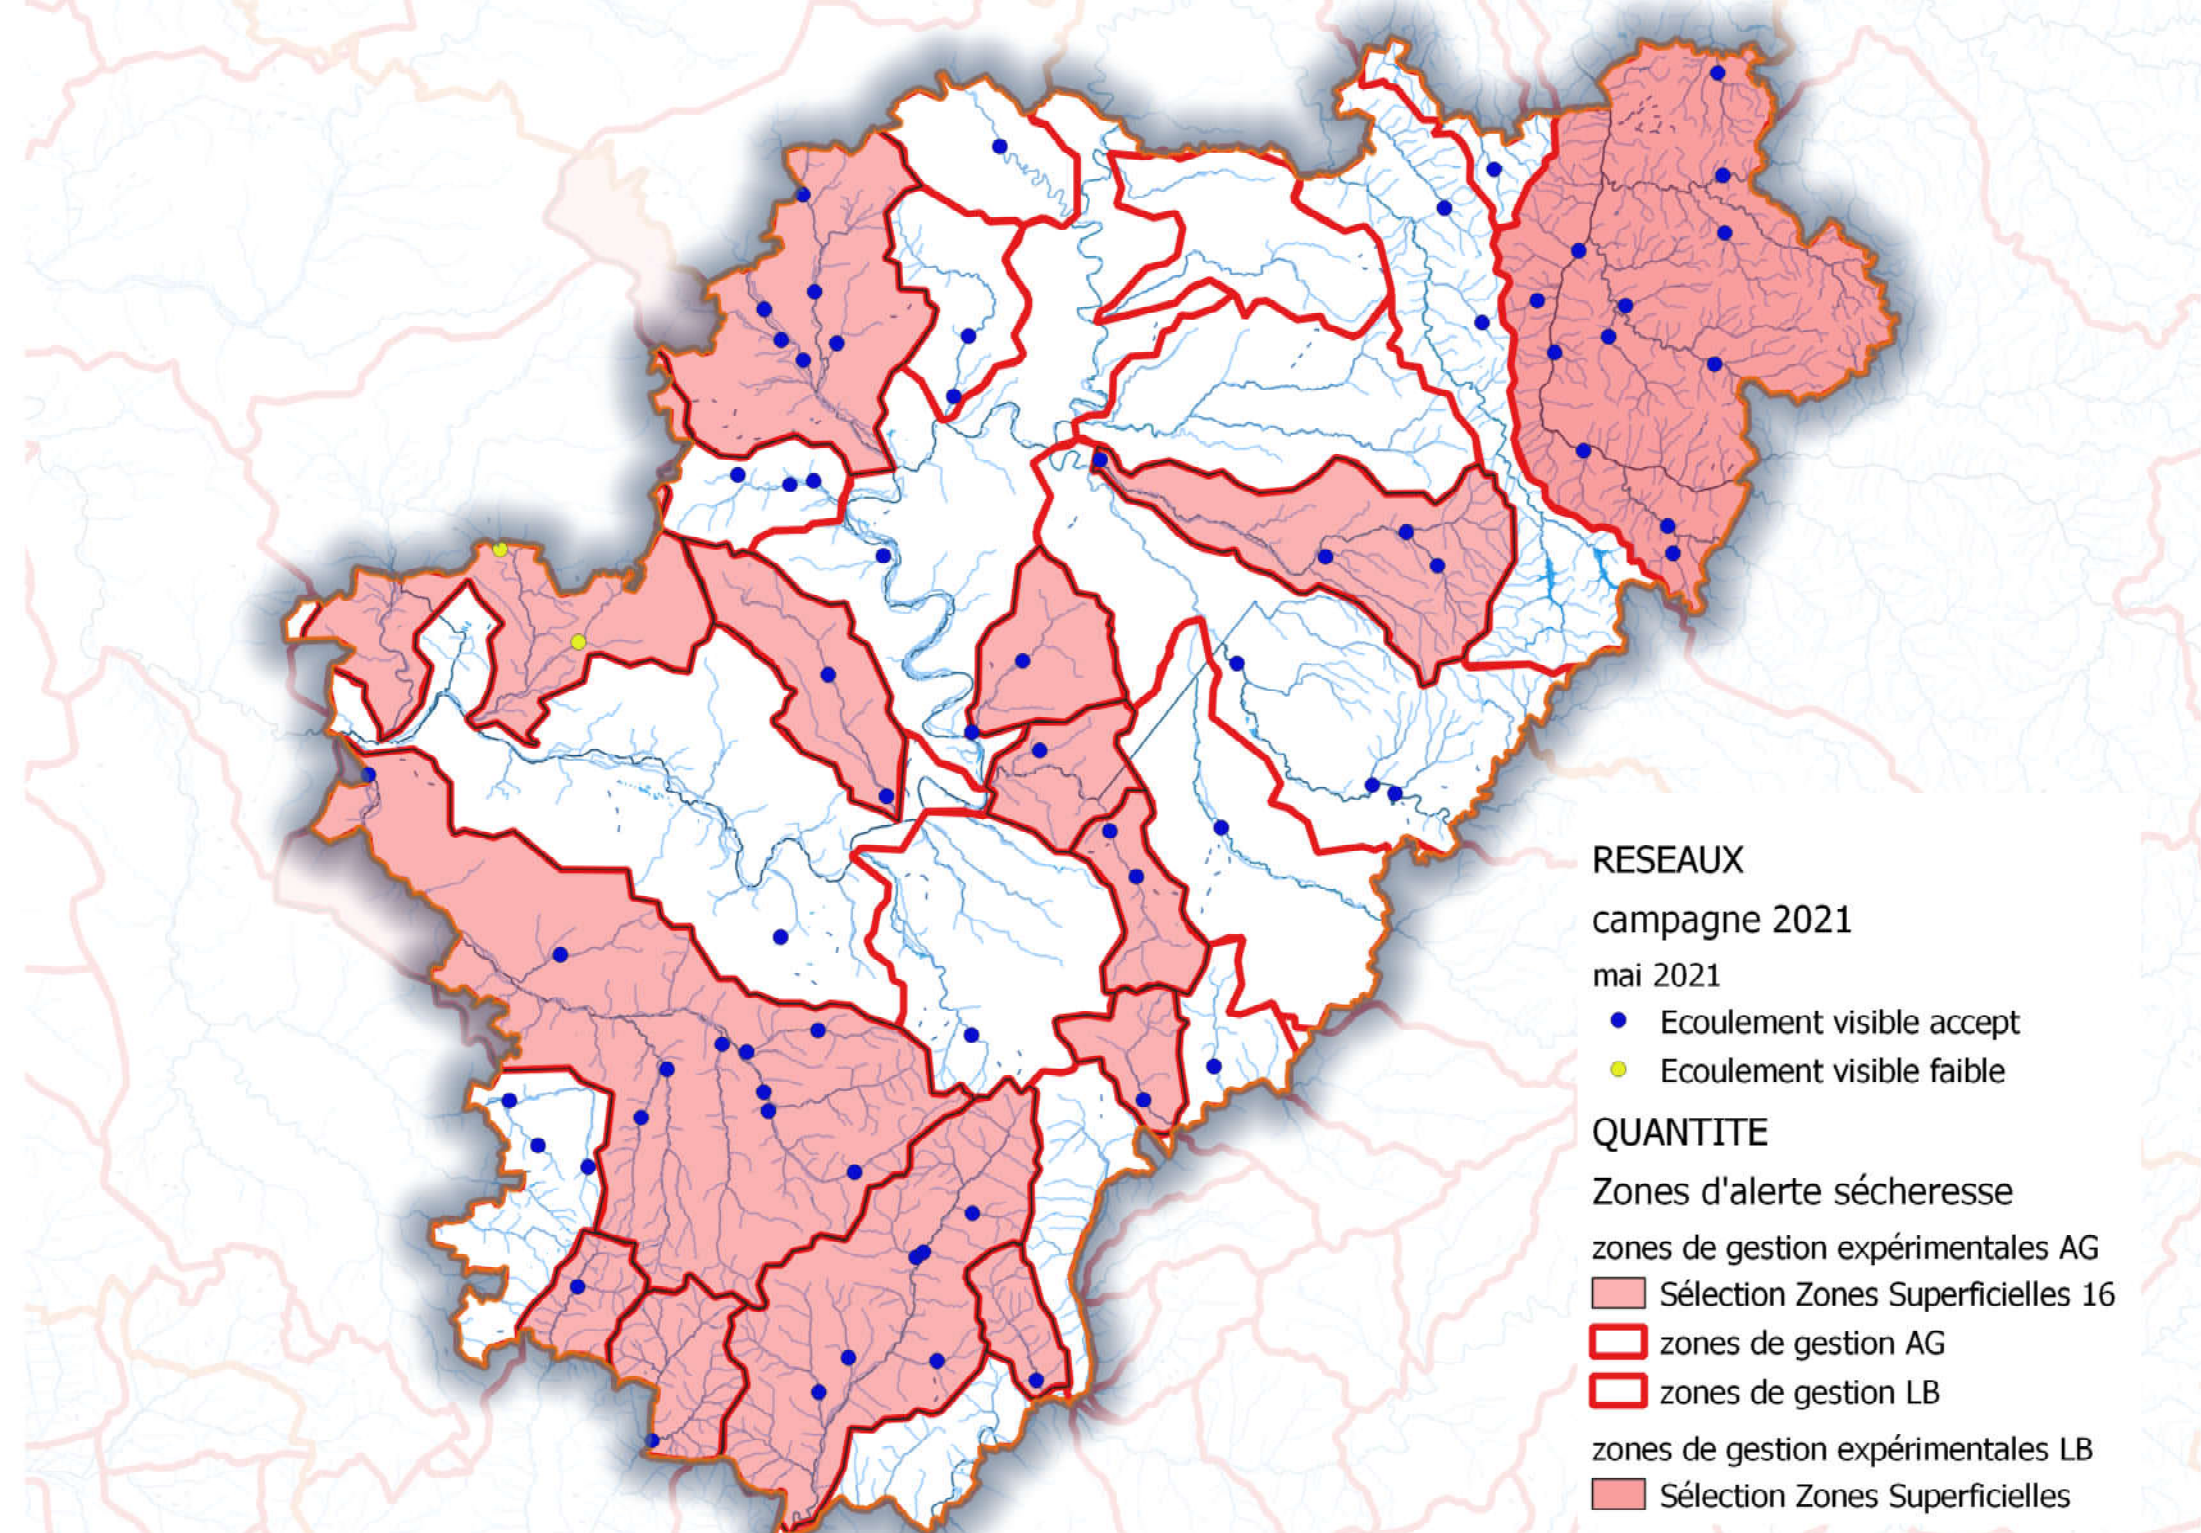 RESEAUX
campagne 2021
mai 2021
Ecoulement visible accept
Ecoulement visible faible
QUANTITE
Zones d'alerte sécheresse
zones de gestion expérimentales AG
Sélection Zones Superficielles 16
zones de gestion AG
zones de gestion LB
zones de gestion expérimentales LB
Sélection Zones Superficielles